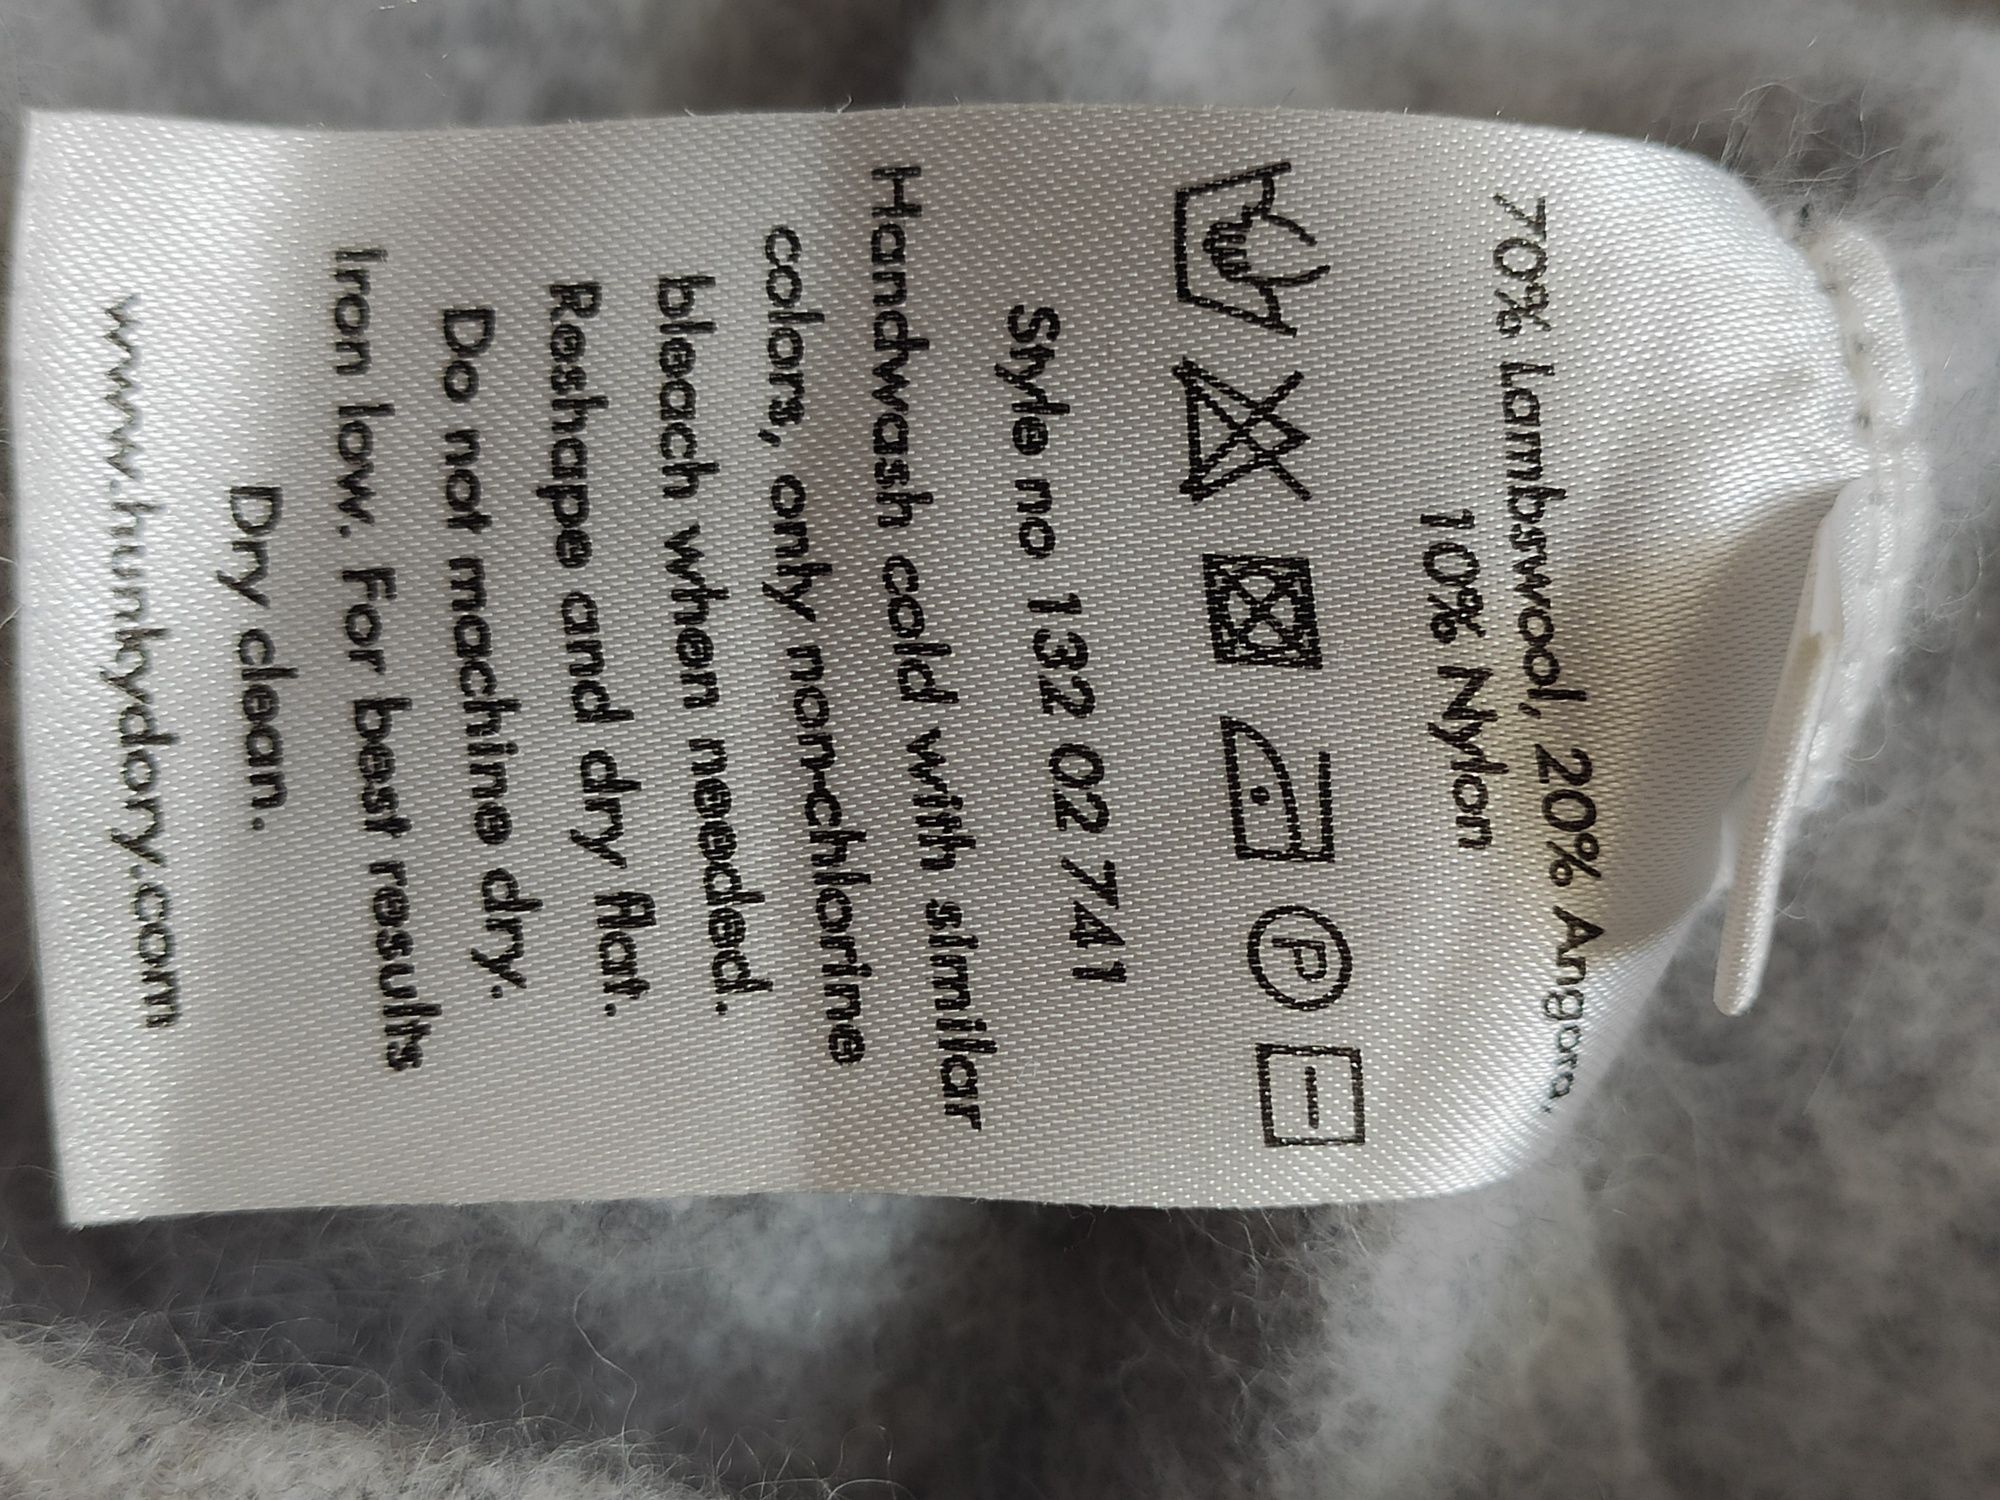 70% Lambswool, 20% Angora,
10% Nylon
P
Style no 132 02 741
Handwash cold with similar
colors, only non-chlorine
bleach when needed.
Reshape and dry flat.
Do not machine dry.
Iron low. For best results
Dry clean.
www.hunkydory.com